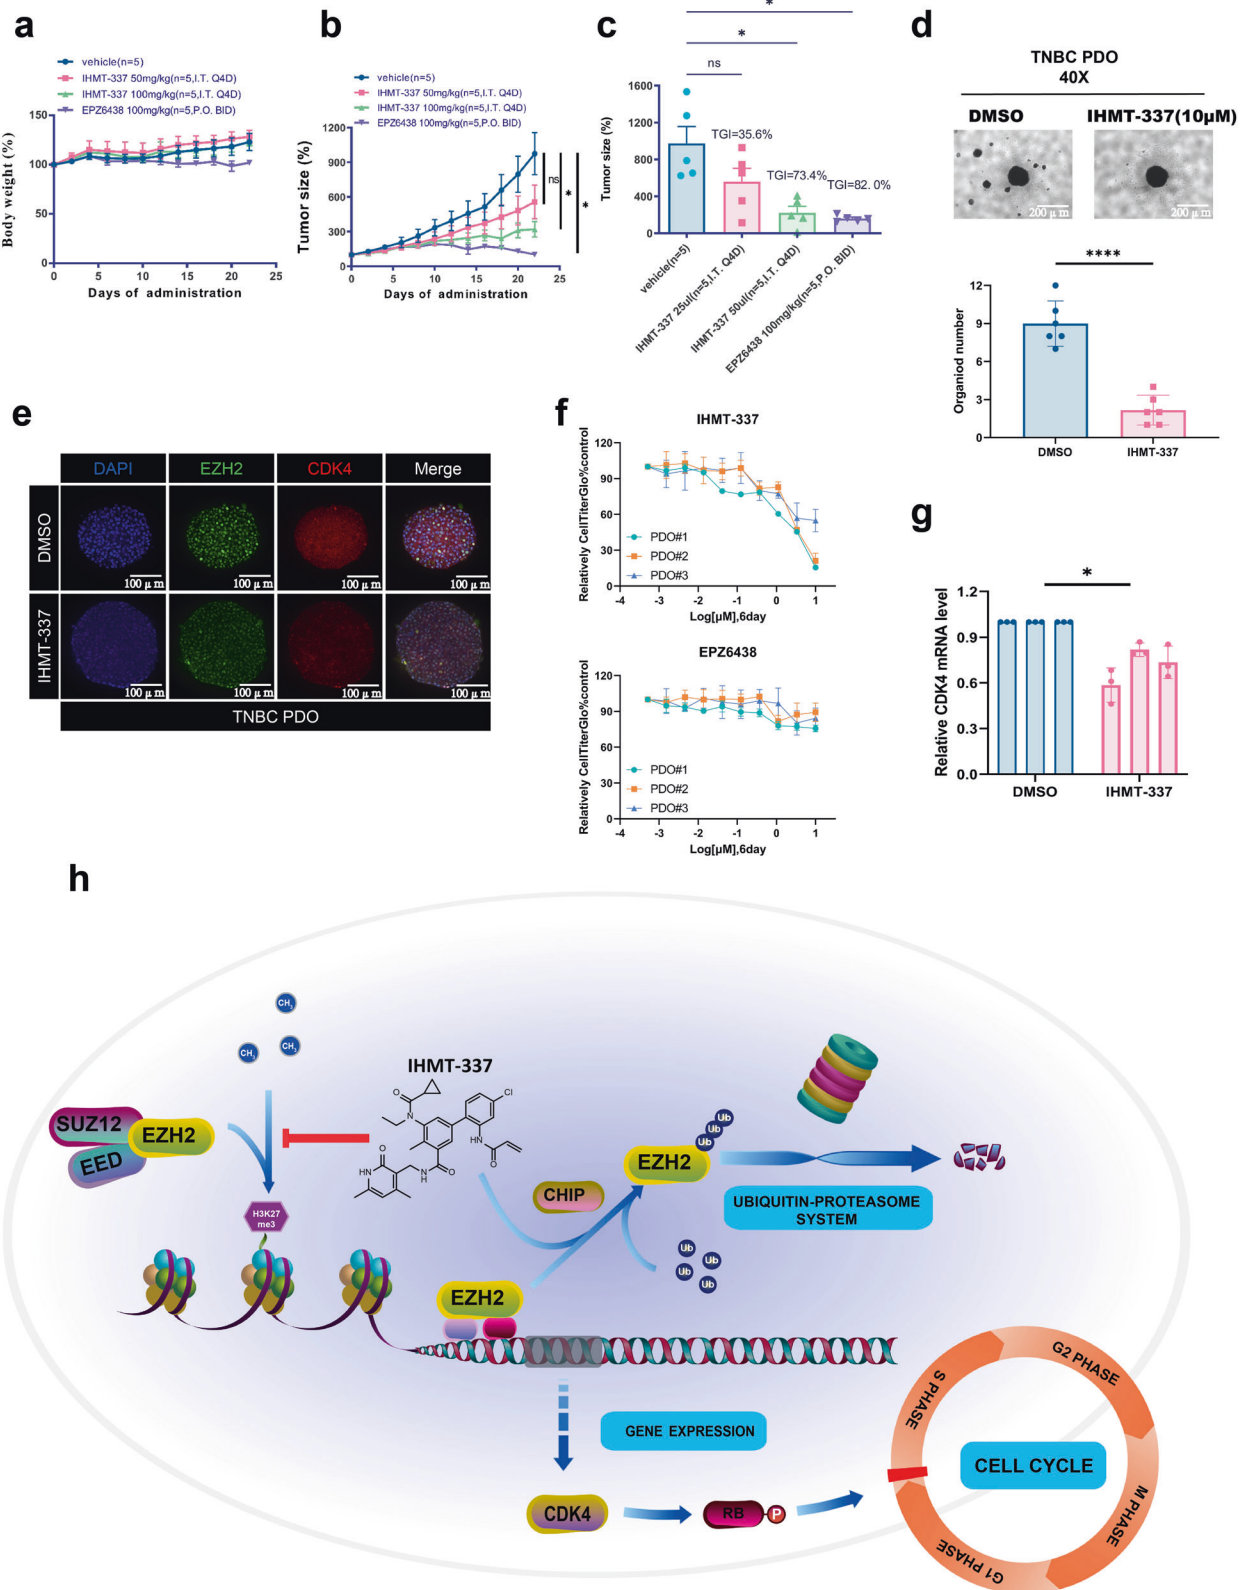 a
vehicle(n=5)
IHMT-337 50mg/kg(n=5,I.T. Q4D)
IHMT-337 100mg/kg(n=5,I.T. Q4D)
EPZ6438 100mg/kg(n=5,P.O. BID)
Body weight (%)
150
100
50
0
0 5 10 15 20 25
Days of administration
b
vehicle(n=5)
IHMT-337 50mg/kg(n=5,I.T. Q4D)
IHMT-337 100mg/kg(n=5,I.T. Q4D)
EPZ6438 100mg/kg(n=5,P.O. BID)
Tumor size (%)
1200
900
600
300
0
0 5 10 15 20 25
Days of administration
ns
*
*
c
*
*
ns
Tumor size (%)
1600
1200
800
400
0
TGI=35.6%
TGI=73.4%
TGI=82. 0%
vehicle(n=5)
IHMT-337 25ul(n=5,I.T. Q4D)
IHMT-337 50ul(n=5,I.T. Q4D)
EPZ6438 100mg/kg(n=5,P.O. BID)
d
TNBC PDO
40X
DMSO IHMT-337(10μM)
200 μ m 200 μ m
****
Organiod number
12
9
6
3
0
DMSO IHMT-337
e
DAPI EZH2 CDK4 Merge
DMSO
100 μ m 100 μ m 100 μ m 100 μ m
IHMT-337
100 μ m 100 μ m 100 μ m 100 μ m
TNBC PDO
f
IHMT-337
Relatively CellTiterGlo%control
120
90
60
30
0
PDO#1
PDO#2
PDO#3
-4 -3 -2 -1 0 1
Log[μM],6day
EPZ6438
Relatively CellTiterGlo%control
120
90
60
30
0
PDO#1
PDO#2
PDO#3
-4 -3 -2 -1 0 1
Log[μM],6day
g
*
Relative CDK4 mRNA level
1.2
0.9
0.6
0.3
0.0
DMSO IHMT-337
h
CH3
CH3
CH3
SUZ12
EED
EZH2
IHMT-337
O
N
Cl
NH
O
O
HN
N
H
O
H3K27
me3
CHIP
EZH2
Ub
Ub
Ub
UBIQUITIN-PROTEASOME
SYSTEM
Ub
Ub
Ub
Ub
EZH2
GENE EXPRESSION
CDK4
RB
P
CELL CYCLE
S PHASE
G2 PHASE
M PHASE
G1 PHASE